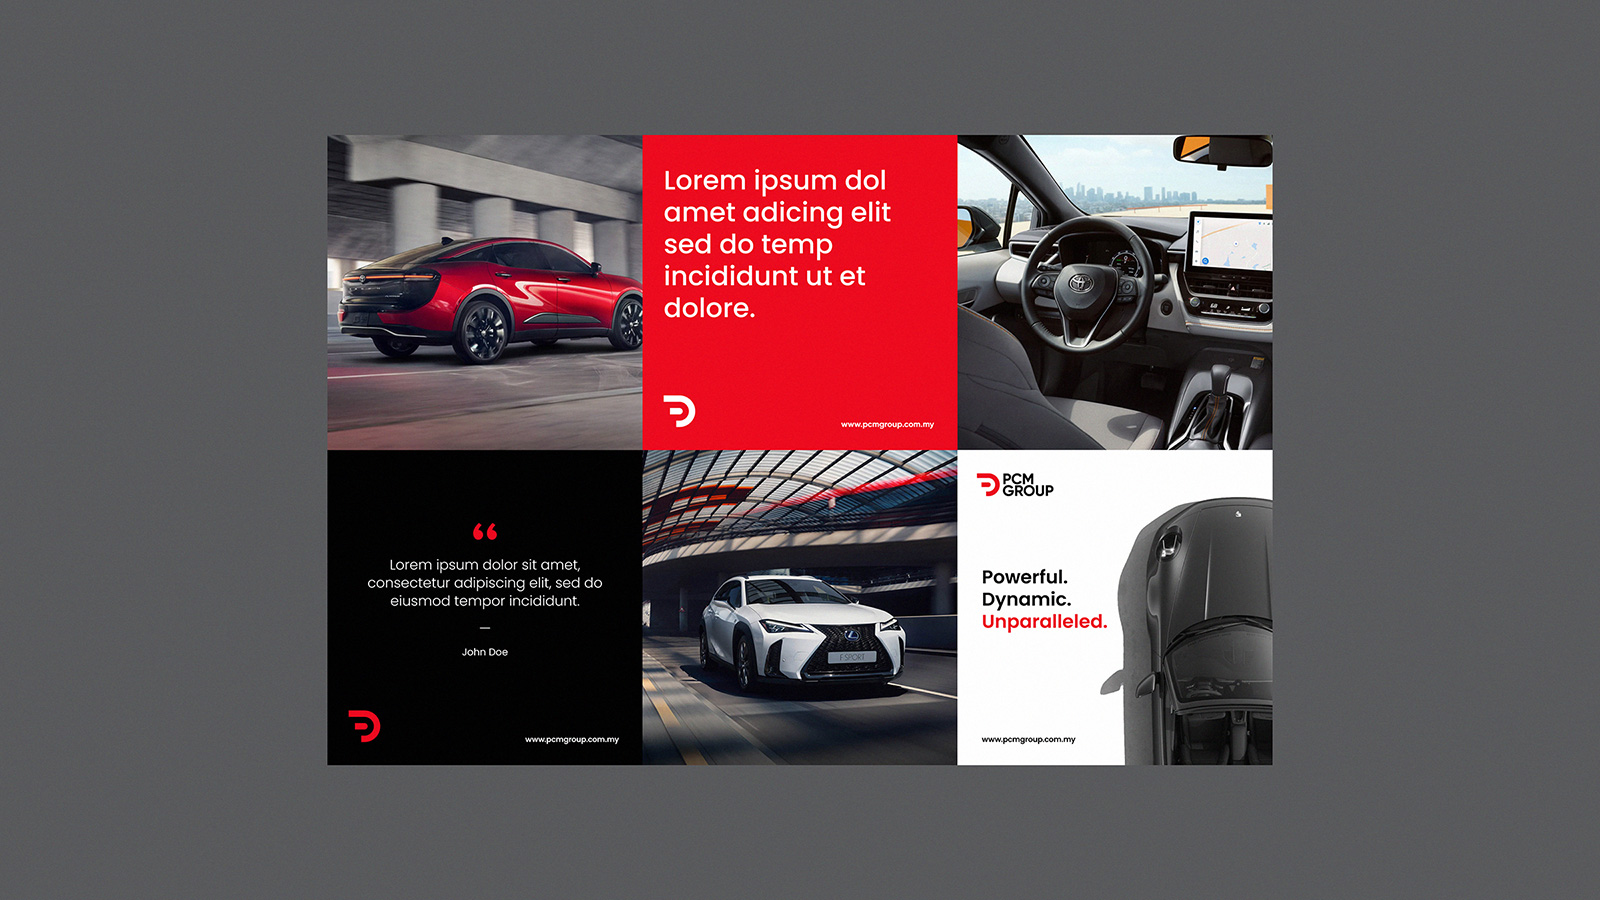 Lorem ipsum dol
amet adicing elit
sed do temp
incididunt ut et
dolore.
www.pcmgroup.com.my
“
Lorem ipsum dolor sit amet,
consectetur adipiscing elit, sed do
eiusmod tempor incididunt.
—
John Doe
www.pcmgroup.com.my
F SPORT
PCM
GROUP
Powerful.
Dynamic.
Unparalleled.
www.pcmgroup.com.my